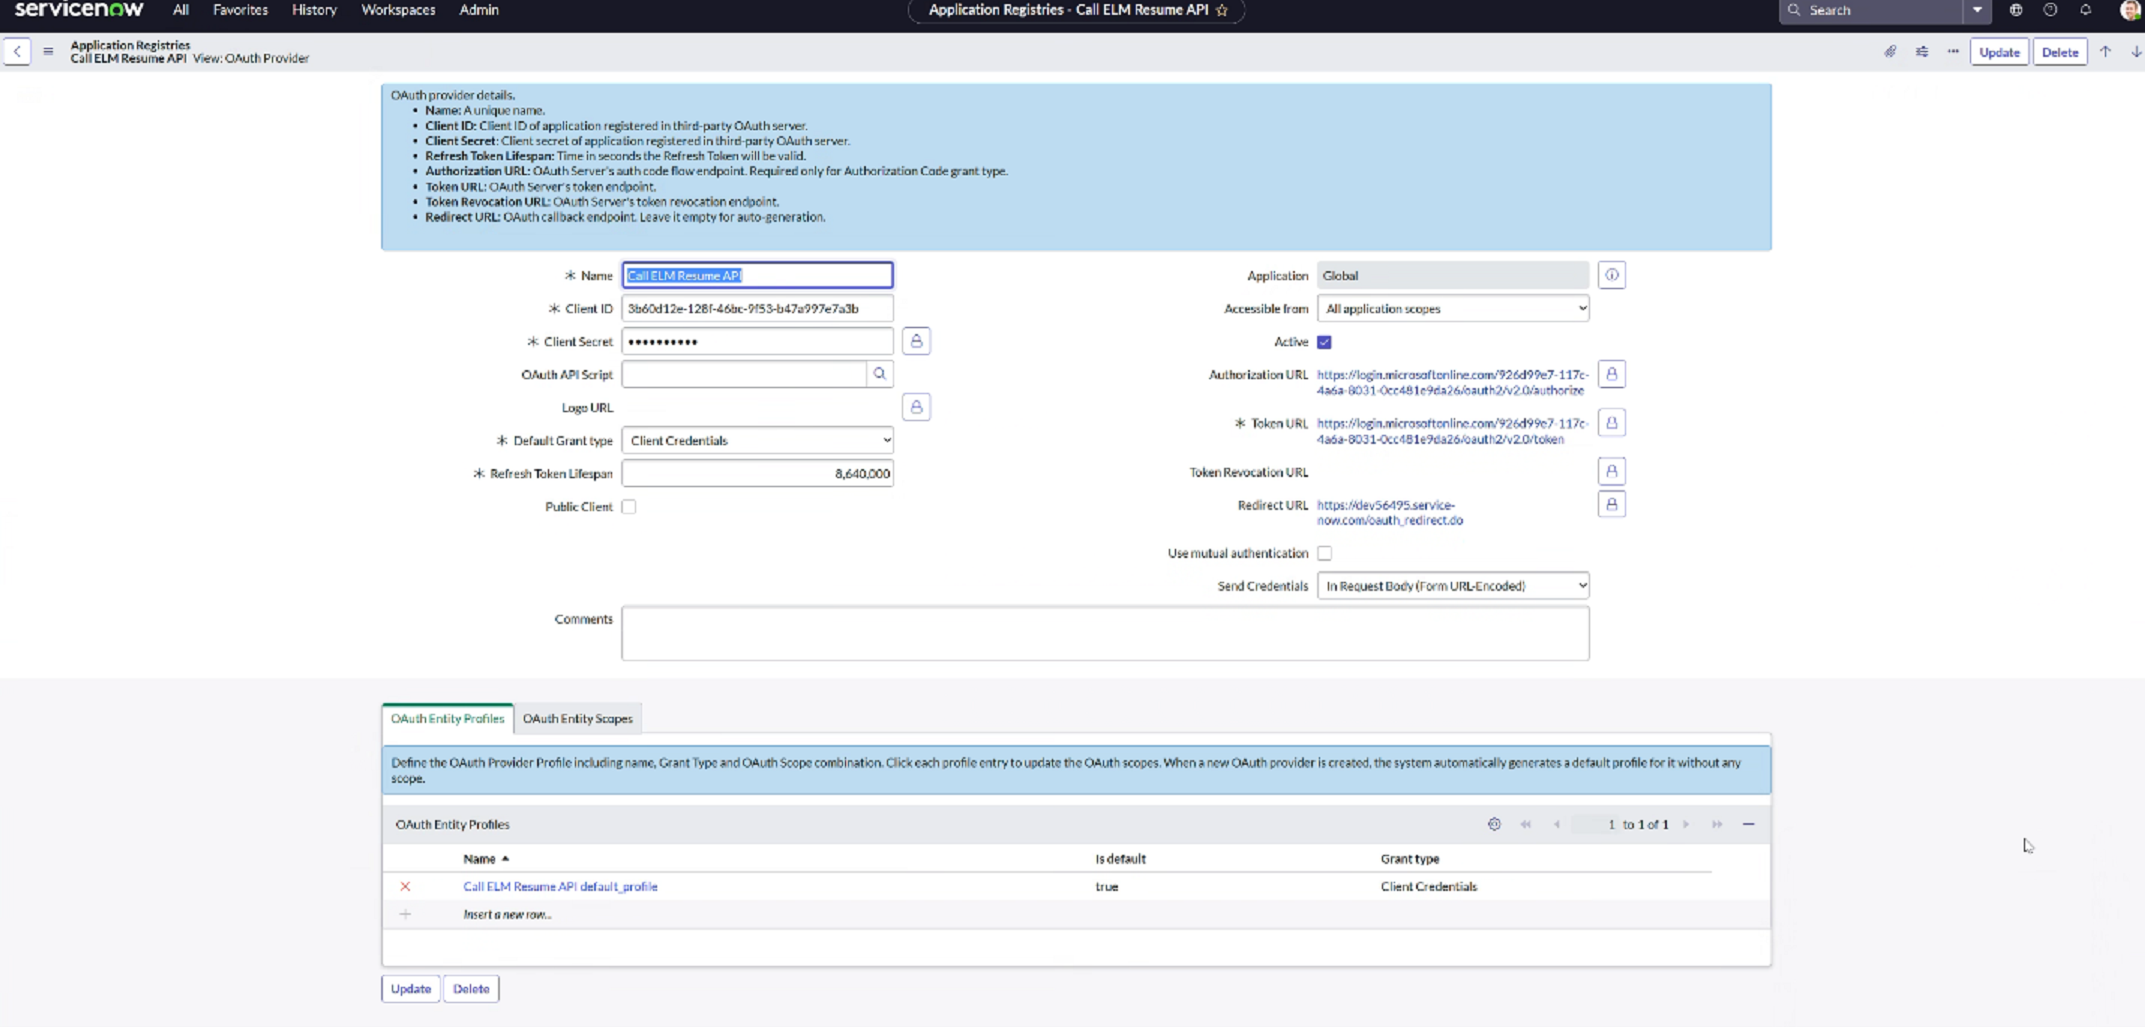 servicenow All Favorites History Workspaces Admin Application Registries - Call ELM Resume API Search
Application Registries
Call ELM Resume API View: OAuth Provider
Update Delete
OAuth provider details.
• Name: A unique name.
• Client ID: Client ID of application registered in third-party OAuth server.
• Client Secret: Client secret of application registered in third-party OAuth server.
• Refresh Token Lifespan: Time in seconds the Refresh Token will be valid.
• Authorization URL: OAuth Server's auth code flow endpoint. Required only for Authorization Code grant type.
• Token URL: OAuth Server's token endpoint.
• Token Revocation URL: OAuth Server's token revocation endpoint.
• Redirect URL: OAuth callback endpoint. Leave it empty for auto-generation.
Name Call ELM Resume API
Client ID 3b60d12e-128f-46bc-9f53-b47a997e7a3b
Client Secret ••••••••••
OAuth API Script
Logo URL
Default Grant type Client Credentials
Refresh Token Lifespan 8,640,000
Public Client
Application Global
Accessible from All application scopes
Active
Authorization URL https://login.microsoftonline.com/926d99e7-117c-
4a6a-8031-0cc481e9da26/oauth2/v2.0/authorize
Token URL https://login.microsoftonline.com/926d99e7-117c-
4a6a-8031-0cc481e9da26/oauth2/v2.0/token
Token Revocation URL
Redirect URL https://dev56495.service-
now.com/oauth_redirect.do
Use mutual authentication
Send Credentials In Request Body (Form URL-Encoded)
Comments
OAuth Entity Profiles OAuth Entity Scopes
Define the OAuth Provider Profile including name, Grant Type and OAuth Scope combination. Click each profile entry to update the OAuth scopes. When a new OAuth provider is created, the system automatically generates a default profile for it without any
scope.
OAuth Entity Profiles 1 to 1 of 1
Name Is default Grant type
Call ELM Resume API default_profile true Client Credentials
Insert a new row...
Update Delete